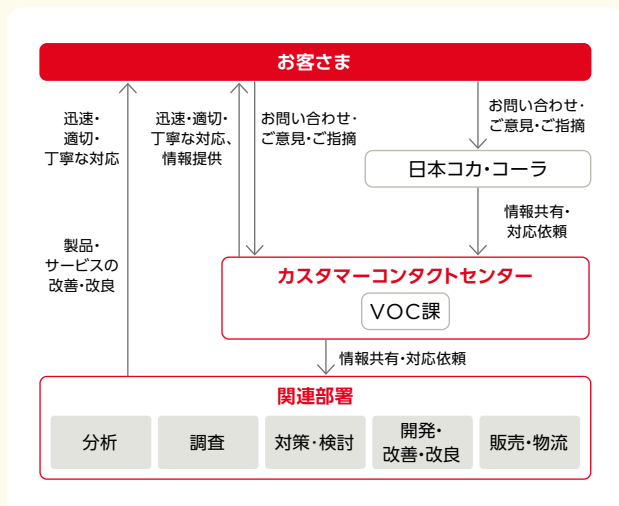 お客さま
迅速・
適切・
丁寧な対応
迅速・適切・
丁寧な対応、
情報提供
お問い合わせ・
ご意見・ご指摘
お問い合わせ・
ご意見・ご指摘
日本コカ・コーラ
情報共有・
対応依頼
製品・
サービスの
改善・改良
カスタマーコンタクトセンター
VOC課
情報共有・対応依頼
関連部署
分析
調査
対策・検討
開発・
改善・改良
販売・物流